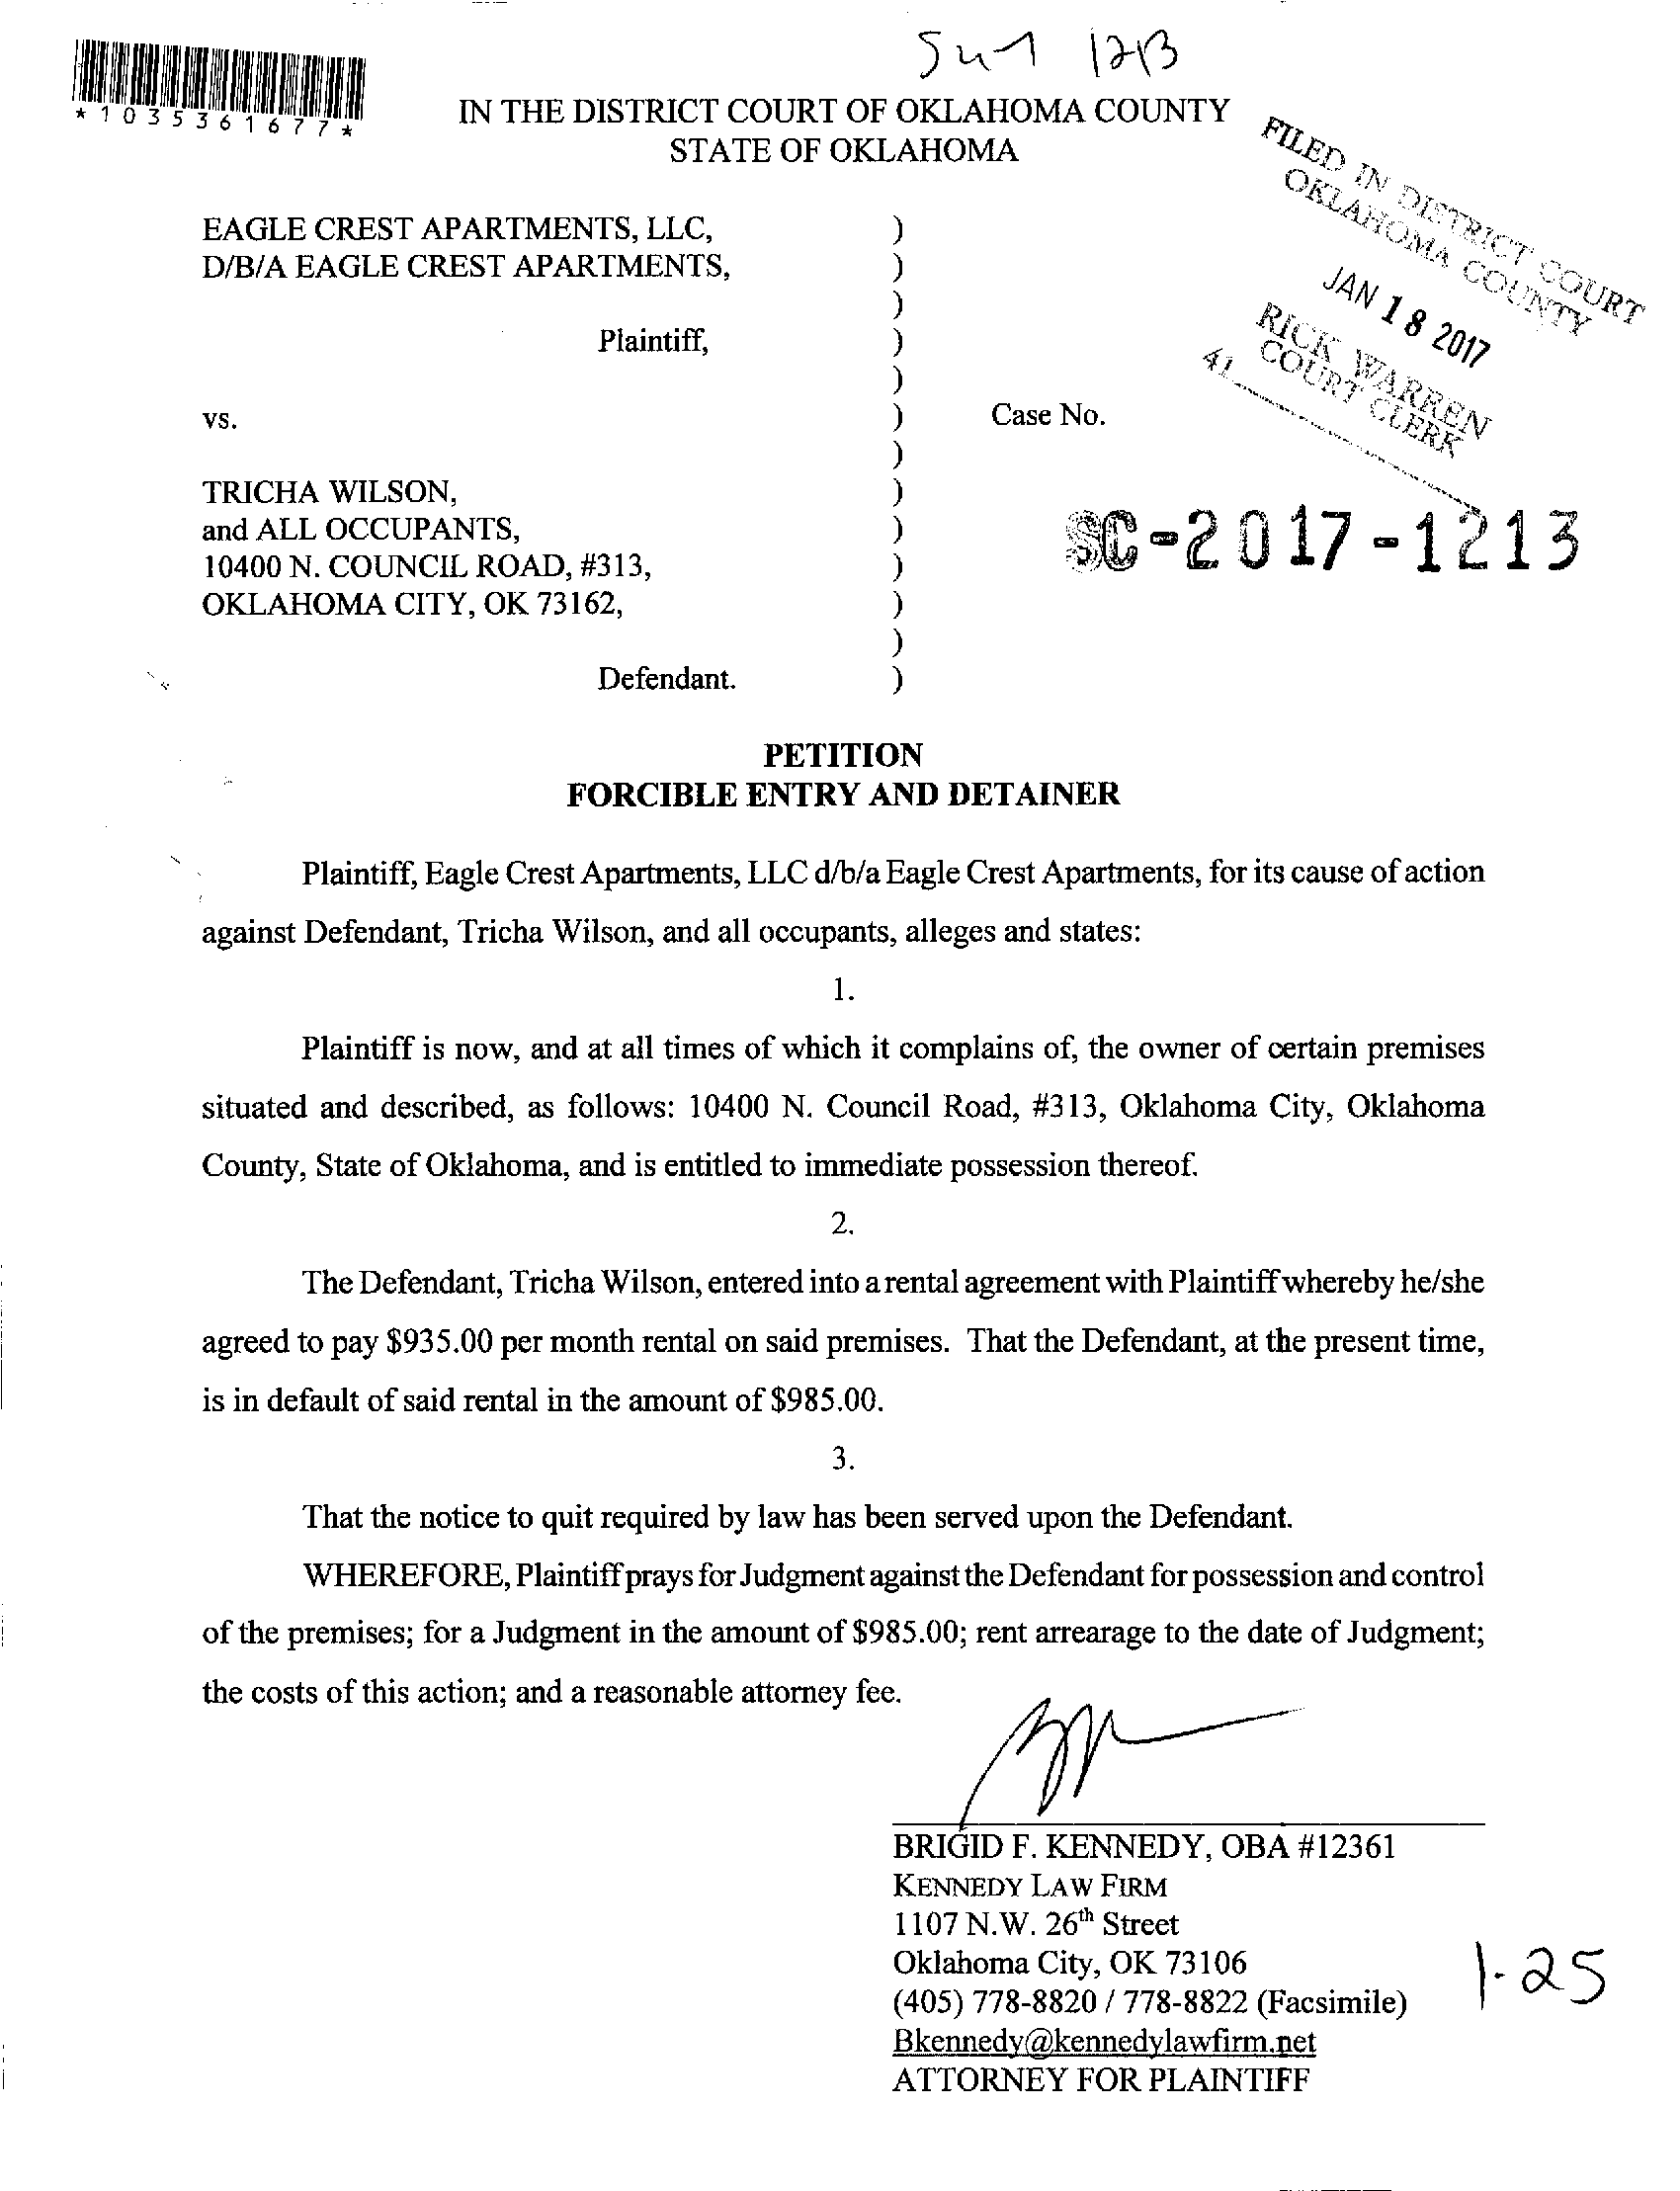 1213
*1035361677*
IN THE DISTRICT COURT OF OKLAHOMA COUNTY
STATE OF OKLAHOMA
FILED IN DISTRICT COURT
OKLAHOMA COUNTY
JAN 18 2017
RICK WARREN
COURT CLERK
41
EAGLE CREST APARTMENTS, LLC, )
D/B/A EAGLE CREST APARTMENTS, )
)
Plaintiff, )
)
vs. ) Case No.
)
TRICHA WILSON, )
and ALL OCCUPANTS, ) SC-2017-1213
10400 N. COUNCIL ROAD, #313, )
OKLAHOMA CITY, OK 73162, )
)
Defendant. )
PETITION
FORCIBLE ENTRY AND DETAINER
Plaintiff, Eagle Crest Apartments, LLC d/b/a Eagle Crest Apartments, for its cause of action
against Defendant, Tricha Wilson, and all occupants, alleges and states:
1.
Plaintiff is now, and at all times of which it complains of, the owner of certain premises
situated and described, as follows: 10400 N. Council Road, #313, Oklahoma City, Oklahoma
County, State of Oklahoma, and is entitled to immediate possession thereof.
2.
The Defendant, Tricha Wilson, entered into a rental agreement with Plaintiff whereby he/she
agreed to pay $935.00 per month rental on said premises. That the Defendant, at the present time,
is in default of said rental in the amount of $985.00.
3.
That the notice to quit required by law has been served upon the Defendant.
WHEREFORE, Plaintiff prays for Judgment against the Defendant for possession and control
of the premises; for a Judgment in the amount of $985.00; rent arrearage to the date of Judgment;
the costs of this action; and a reasonable attorney fee.
BRIGID F. KENNEDY, OBA #12361
KENNEDY LAW FIRM
1107 N.W. 26th Street
Oklahoma City, OK 73106
(405) 778-8820 / 778-8822 (Facsimile)
Bkennedy@kennedylawfirm.net
ATTORNEY FOR PLAINTIFF
1-25